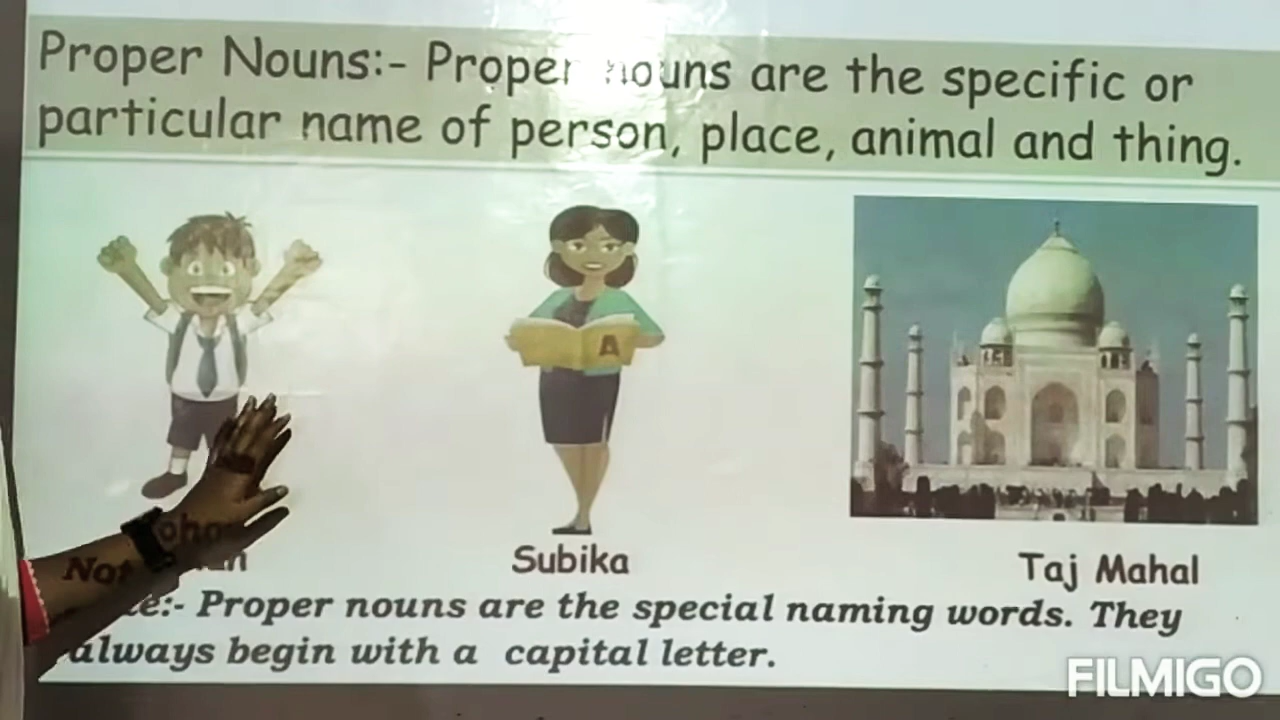 Proper Nouns:- Proper nouns are the specific or
particular name of person, place, animal and thing.
A
Subika
Taj Mahal
Proper nouns are the special naming words. They
always begin with a capital letter.
FILMIGO